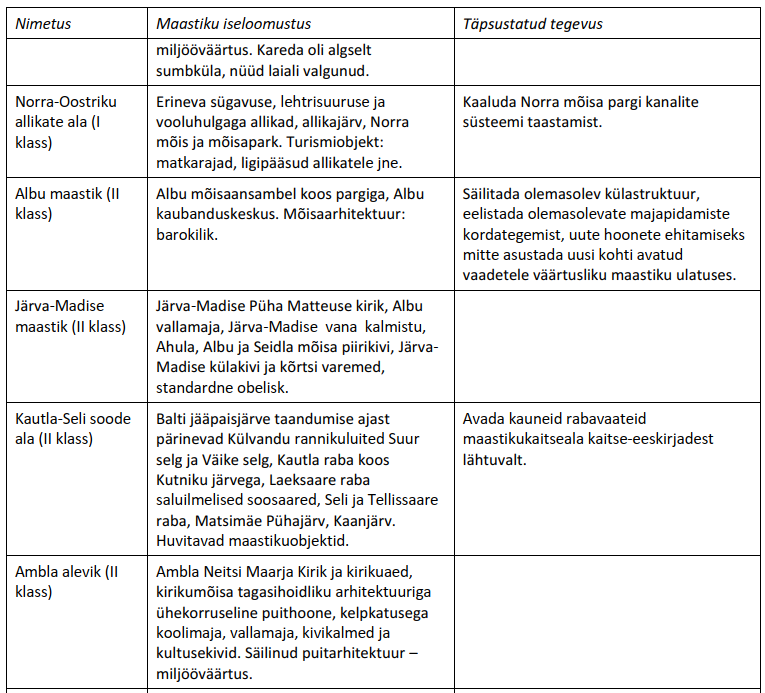 Nimetus
Maastiku iseloomustus
Täpsustatud tegevus
miljööväärtus. Kareda oli algselt
sumbküla, nüüd laiali valgunud.
Norra-Oostriku
allikate ala (I
klass)
Erineva sügavuse, lehtrisuuruse ja
vooluhulgaga allikad, allikajärv, Norra
mõis ja mõisapark. Turismiobjekt:
matkarajad, ligipääsud allikatele jne.
Kaaluda Norra mõisa pargi kanalite
süsteemi taastamist.
Albu maastik (II
klass)
Albu mõisaansambel koos pargiga, Albu
kaubanduskeskus. Mõisaarhitektuur:
barokilik.
Säilitada olemasolev külastruktuur,
eelistada olemasolevate majapidamiste
kordategemist, uute hoonete ehitamiseks
mitte asustada uusi kohti avatud
vaadetele väärtusliku maastiku ulatuses.
Järva-Madise
maastik (II klass)
Järva-Madise Püha Matteuse kirik, Albu
vallamaja, Järva-Madise vana kalmistu,
Ahula, Albu ja Seidla mõisa piirikivi, Järva-
Madise külakivi ja kõrtsi varemed,
standardne obelisk.
Kautla-Seli soode
ala (II klass)
Balti jääpaisjärve taandumise ajast
pärinevad Külvandu rannikuluited Suur
selg ja Väike selg, Kautla raba koos
Kutniku järvega, Laeksaare raba
saluilmelised soosaared, Seli ja Tellissaare
raba, Matsimäe Pühajärv, Kaanjärv.
Huvitavad maastikuobjektid.
Avada kauneid rabavaateid
maastikukaitseala kaitse-eeskirjadest
lähtuvalt.
Ambla alevik (II
klass)
Ambla Neitsi Maarja Kirik ja kirikuaed,
kirikumõisa tagasihoidliku arhitektuuriga
ühekorruseline puithoone, kelpkatusega
koolimaja, vallamaja, kivikalmed ja
kultusekivid. Säilinud puitarhitektuur –
miljööväärtus.